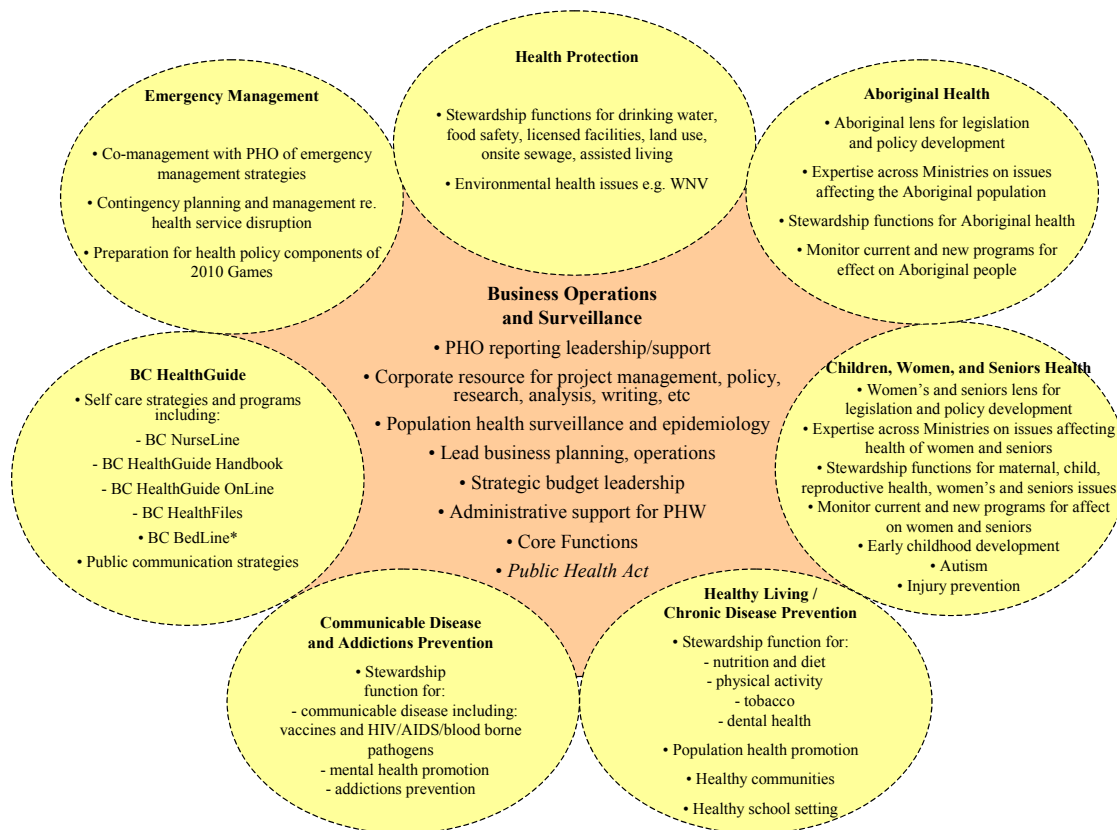 Health Protection
• Stewardship functions for drinking water,
food safety, licensed facilities, land use,
onsite sewage, assisted living
• Environmental health issues e.g. WNV
Emergency Management
• Co-management with PHO of emergency
management strategies
• Contingency planning and management re.
health service disruption
• Preparation for health policy components of
2010 Games
Aboriginal Health
• Aboriginal lens for legislation
and policy development
• Expertise across Ministries on issues
affecting the Aboriginal population
• Stewardship functions for Aboriginal health
• Monitor current and new programs for
effect on Aboriginal people
Business Operations
and Surveillance
• PHO reporting leadership/support
• Corporate resource for project management, policy,
research, analysis, writing, etc
• Population health surveillance and epidemiology
• Lead business planning, operations
• Strategic budget leadership
• Administrative support for PHW
• Core Functions
• Public Health Act
BC HealthGuide
• Self care strategies and programs
including:
- BC NurseLine
- BC HealthGuide Handbook
- BC HealthGuide OnLine
- BC HealthFiles
• BC BedLine*
• Public communication strategies
Children, Women, and Seniors Health
• Women's and seniors lens for
legislation and policy development
• Expertise across Ministries on issues affecting
health of women and seniors
• Stewardship functions for maternal, child,
reproductive health, women's and seniors issues
• Monitor current and new programs for affect
on women and seniors
• Early childhood development
• Autism
• Injury prevention
Communicable Disease
and Addictions Prevention
• Stewardship
function for:
- communicable disease including:
vaccines and HIV/AIDS/blood borne
pathogens
- mental health promotion
- addictions prevention
Healthy Living /
Chronic Disease Prevention
• Stewardship function for:
- nutrition and diet
- physical activity
- tobacco
- dental health
• Population health promotion
• Healthy communities
• Healthy school setting